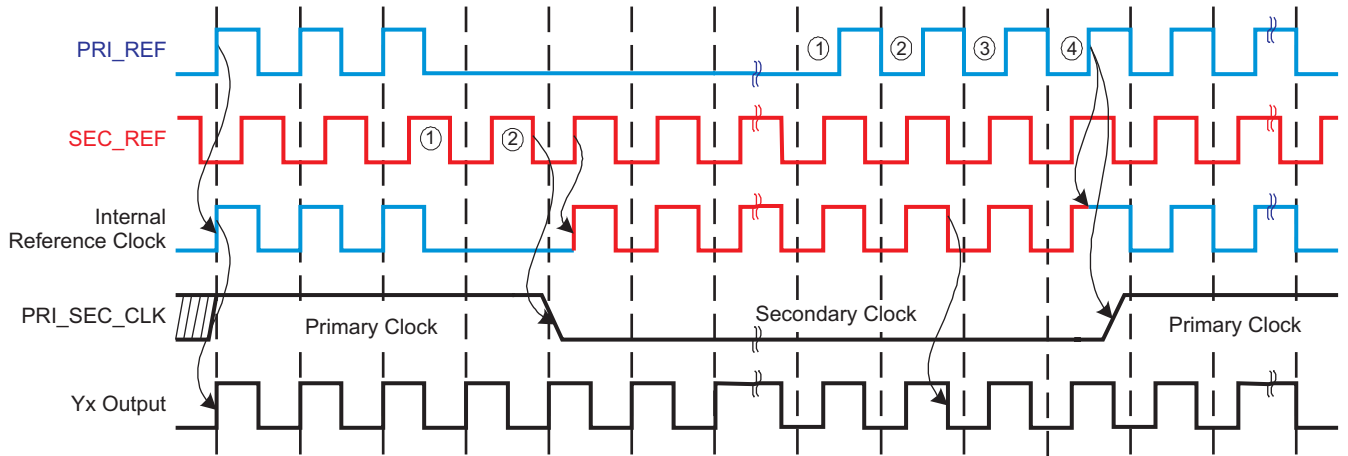 PRI_REF
① ② ③ ④
SEC_REF
① ②
Internal
Reference Clock
PRI_SEC_CLK
Primary Clock
Secondary Clock
Primary Clock
Yx Output